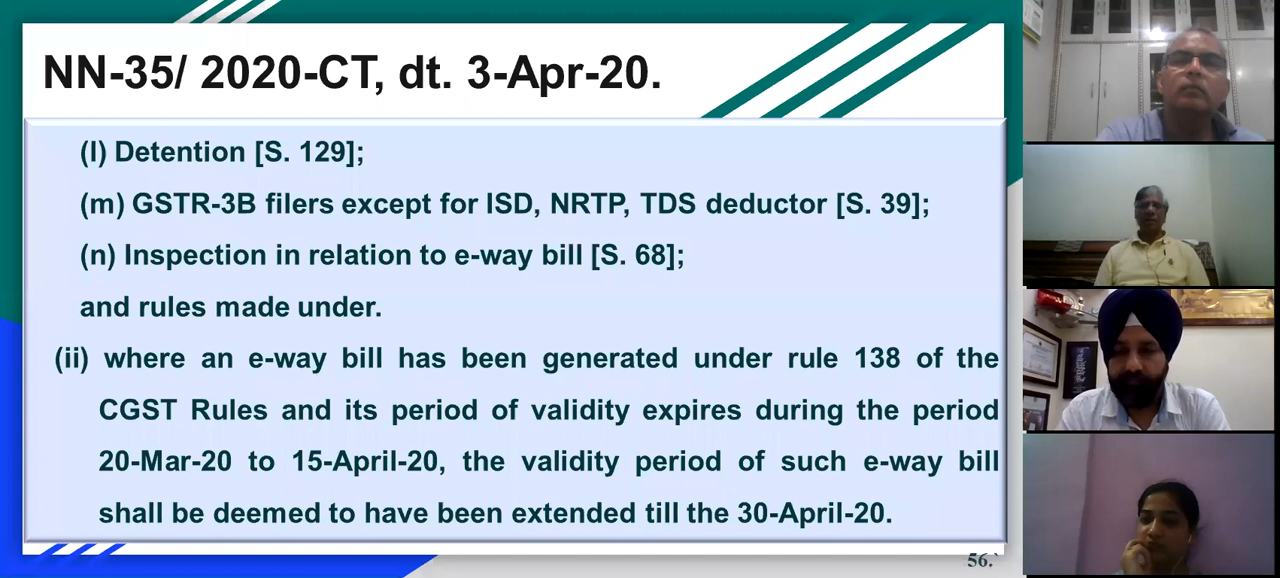 NN-35/ 2020-CT, dt. 3-Apr-20.
(l) Detention [S. 129];
(m) GSTR-3B filers except for ISD, NRTP, TDS deductor [S. 39];
(n) Inspection in relation to e-way bill [S. 68];
and rules made under.
(ii) where an e-way bill has been generated under rule 138 of the
CGST Rules and its period of validity expires during the period
20-Mar-20 to 15-April-20, the validity period of such e-way bill
shall be deemed to have been extended till the 30-April-20.
56.`